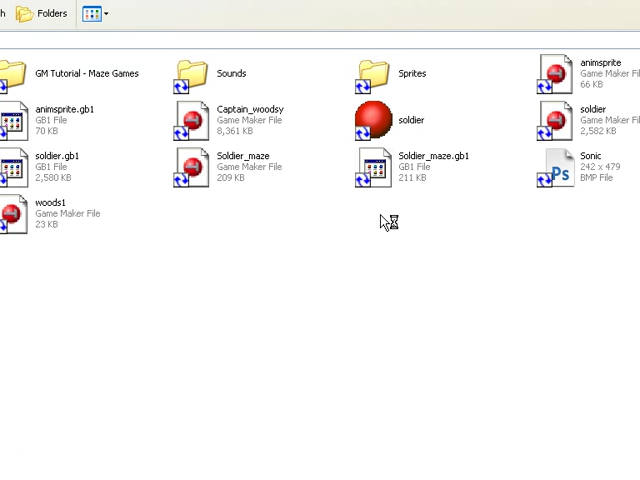 h Folders
GM Tutorial - Maze Games
Sounds
Sprites
animsprite
Game Maker Fil
66 KB
animsprite.gb1
GB1 File
70 KB
Captain_woodsy
Game Maker File
8,361 KB
soldier
soldier
Game Maker Fil
2,582 KB
soldier.gb1
GB1 File
2,580 KB
Soldier_maze
Game Maker File
209 KB
Soldier_maze.gb1
GB1 File
211 KB
Ps
Sonic
242 x 479
BMP File
woods1
Game Maker File
23 KB